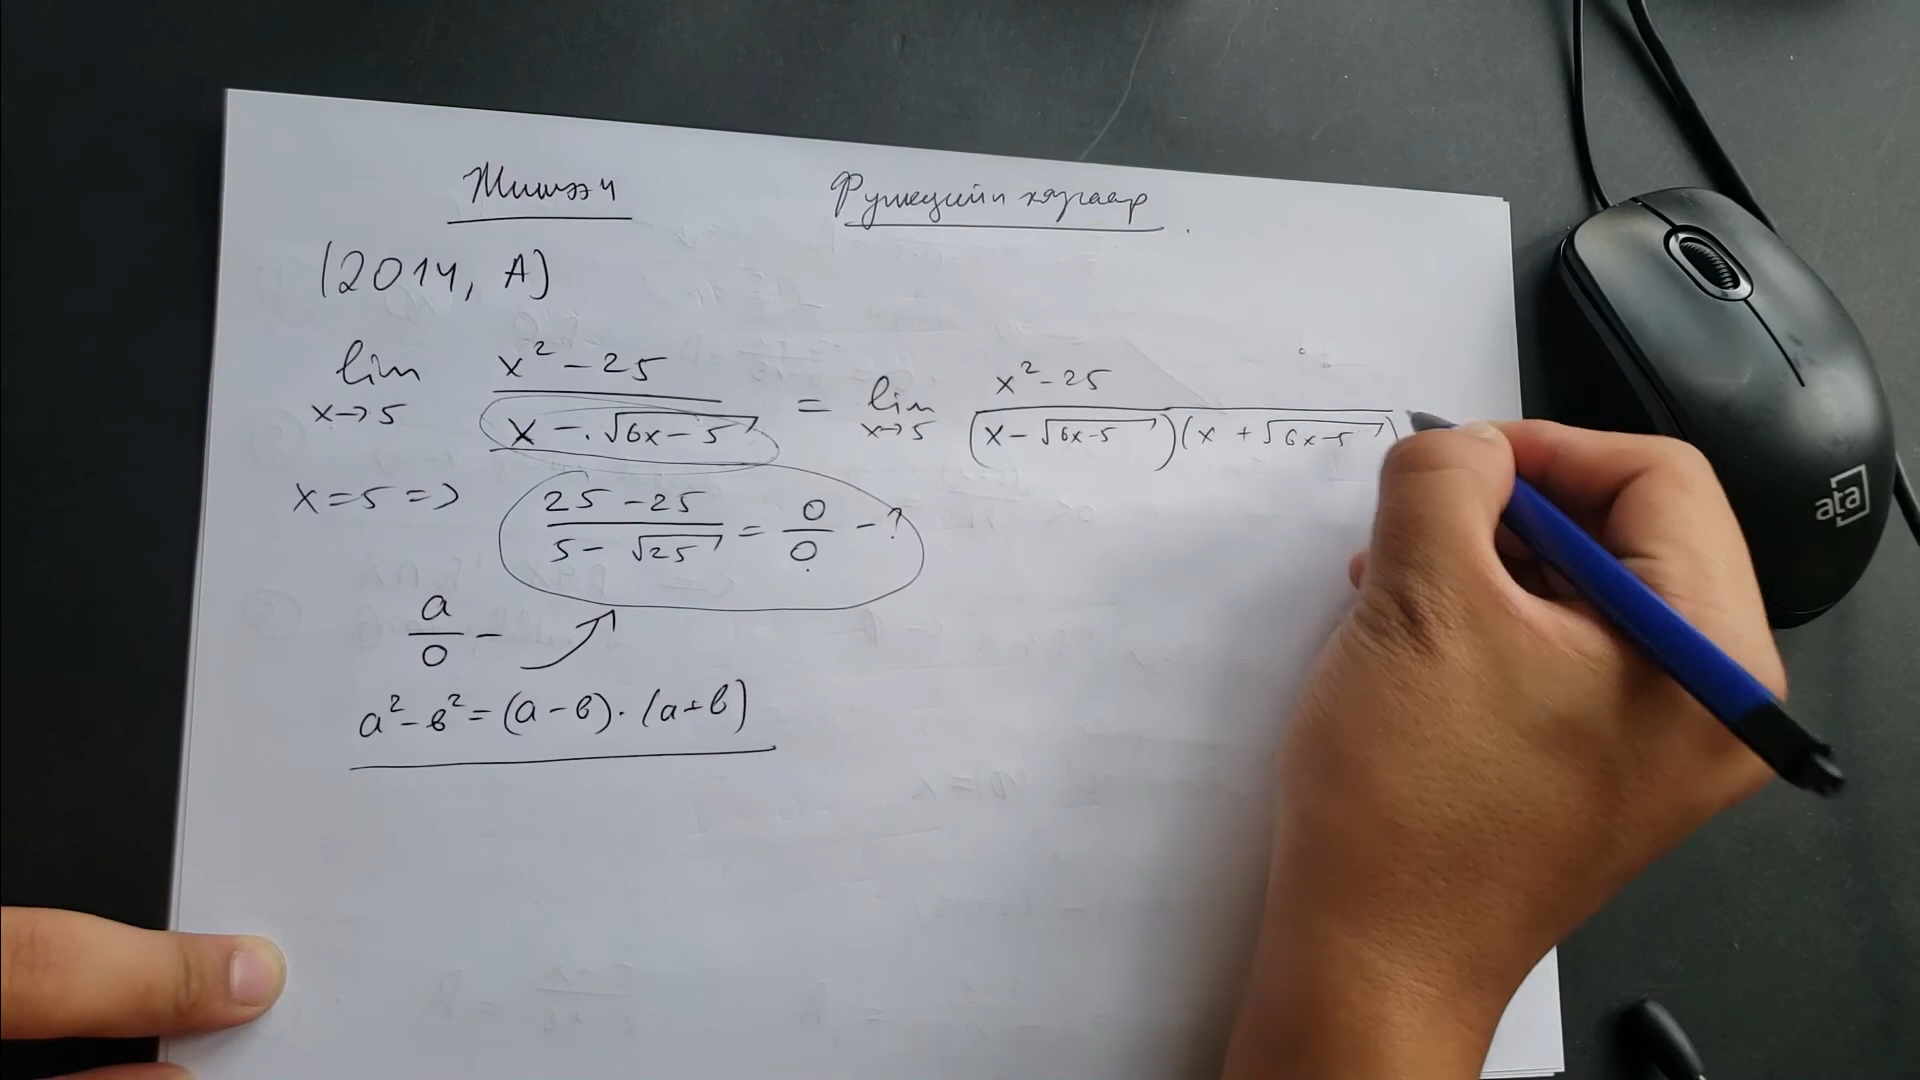 Жишээ 4 Функцийн хязгаар.
(2014, A)
lim x→5 (x² - 25)/(x - √(6x-5)) = lim x→5 (x² - 25)/((x - √(6x-5))(x + √(6x-5)))
x = 5 => (25 - 25)/(5 - √25) = 0/0 - ?
a/0 -
a² - b² = (a - b) · (a + b)
ata